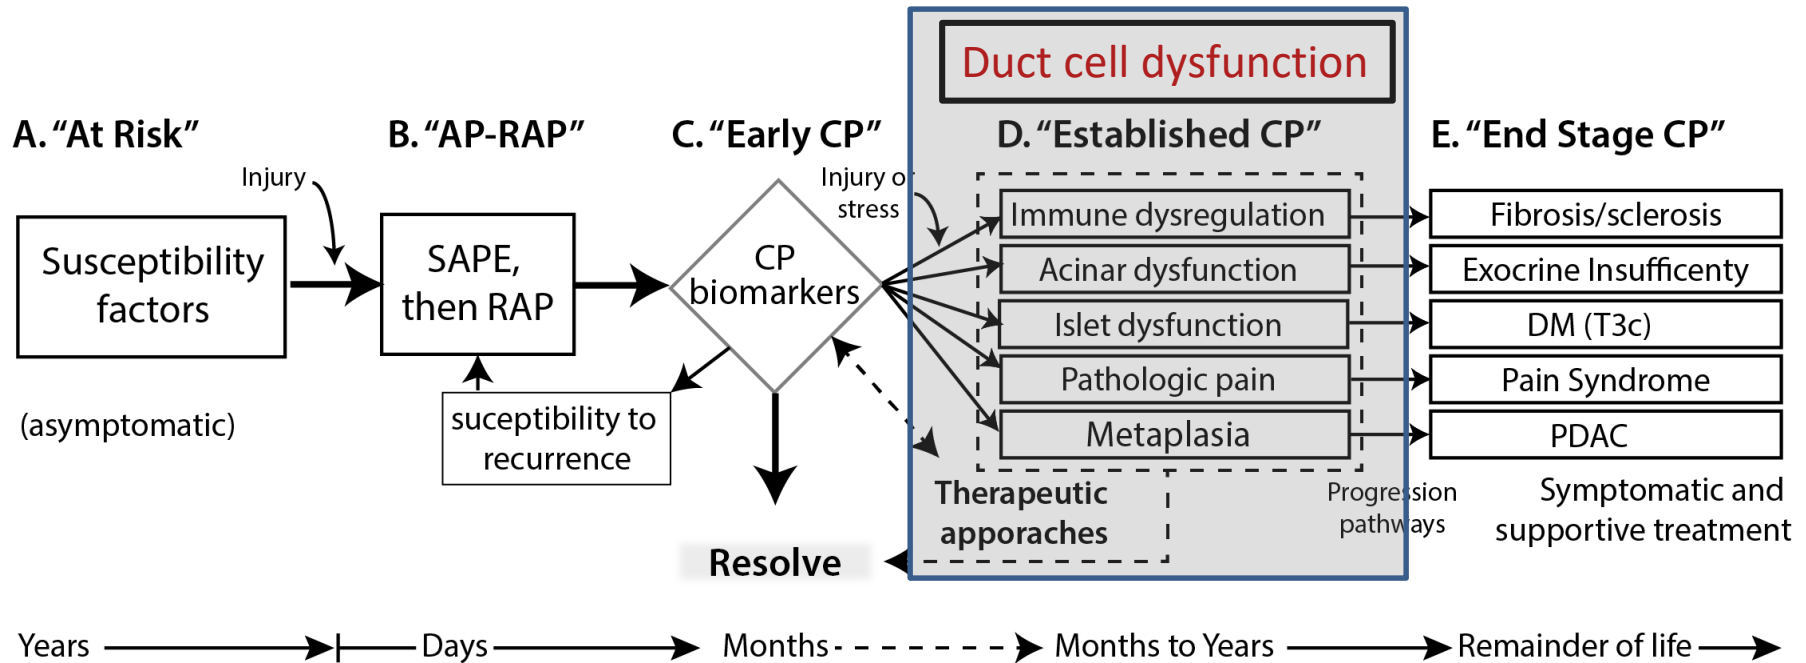 Duct cell dysfunction
A. “At Risk”
B. “AP-RAP”
C. “Early CP”
D. “Established CP”
E. “End Stage CP”
Injury
Susceptibility
factors
(asymptomatic)
SAPE,
then RAP
suceptibility to
recurrence
CP
biomarkers
Resolve
Injury or
stress
Immune dysregulation
Acinar dysfunction
Islet dysfunction
Pathologic pain
Metaplasia
Therapeutic
apporaches
Progression
pathways
Fibrosis/sclerosis
Exocrine Insufficenty
DM (T3c)
Pain Syndrome
PDAC
Symptomatic and
supportive treatment
Years
Days
Months
Months to Years
Remainder of life